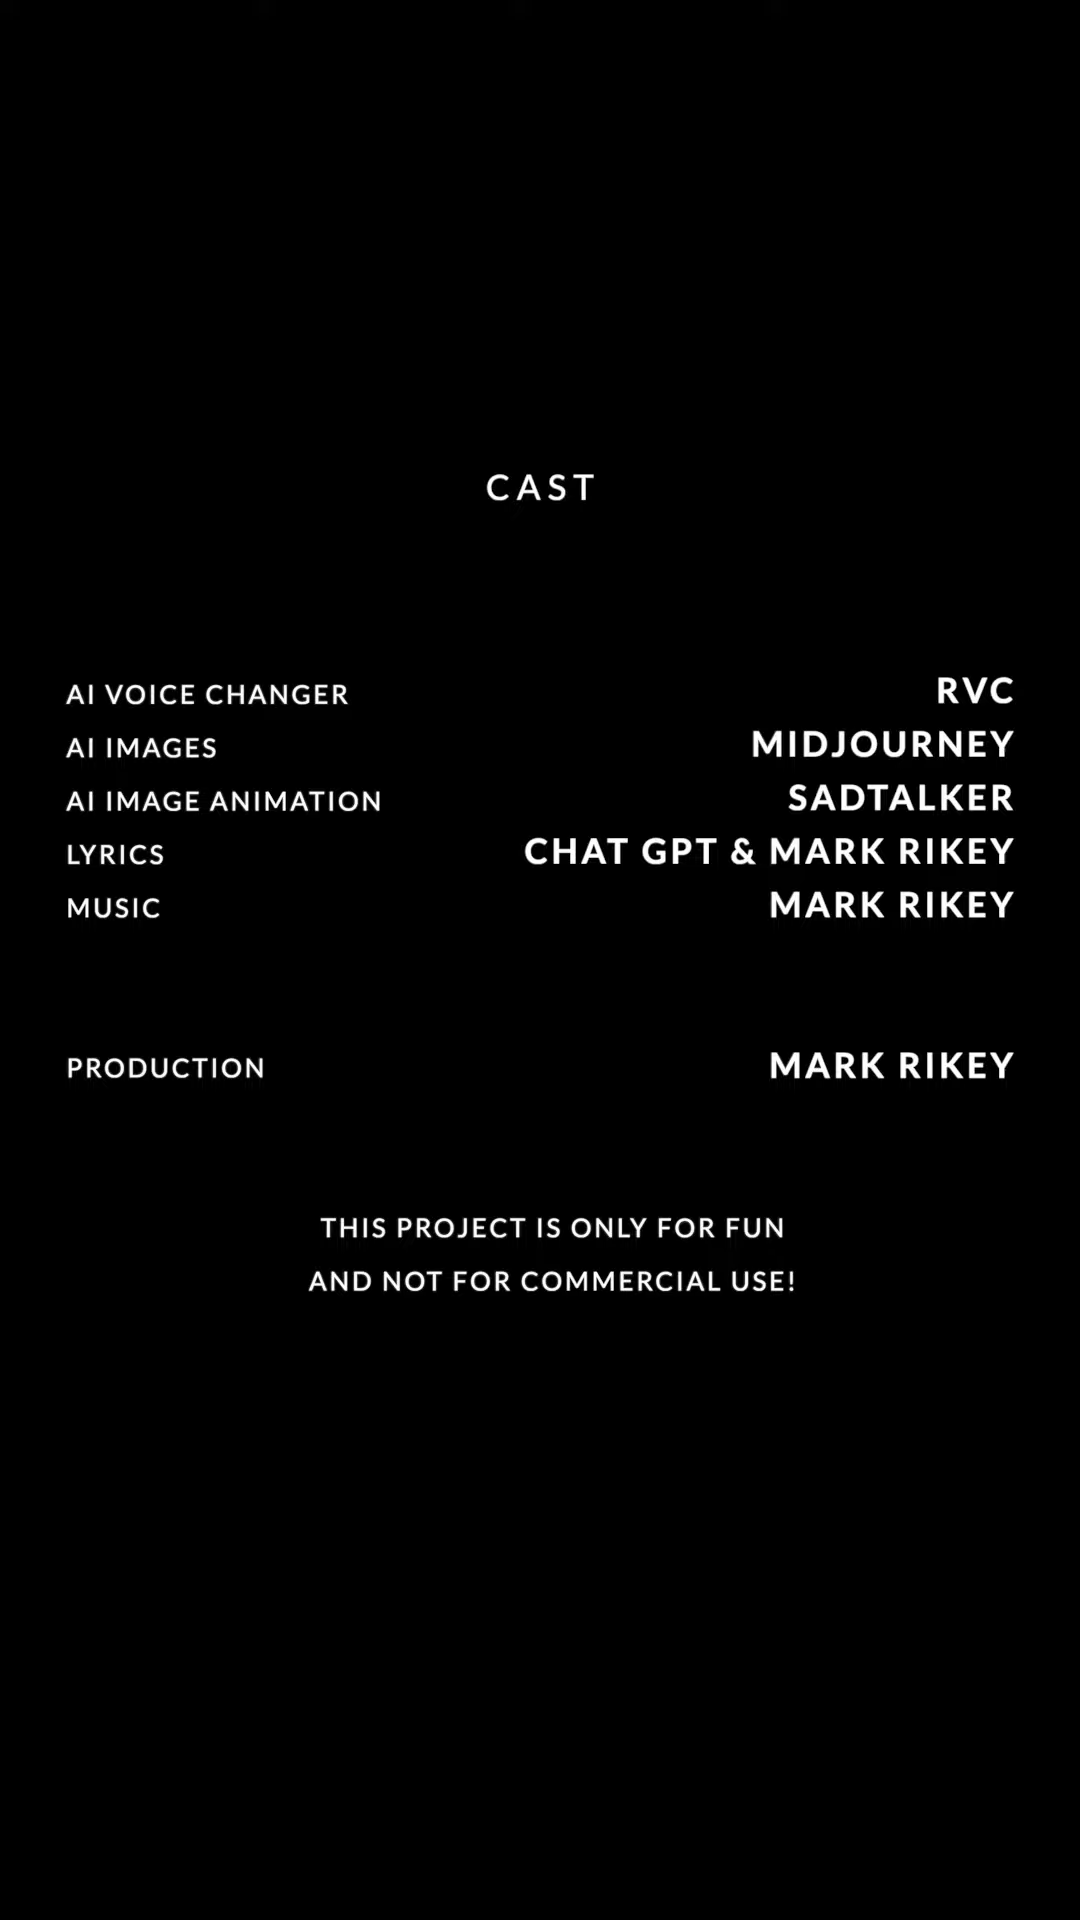 CAST
AI VOICE CHANGER RVC
AI IMAGES MIDJOURNEY
AI IMAGE ANIMATION SADTALKER
LYRICS CHAT GPT & MARK RIKEY
MUSIC MARK RIKEY
PRODUCTION MARK RIKEY
THIS PROJECT IS ONLY FOR FUN
AND NOT FOR COMMERCIAL USE!